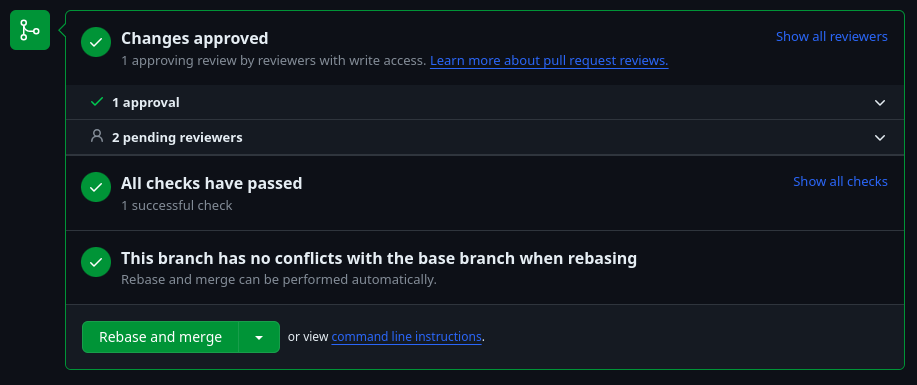 Changes approved
Show all reviewers
1 approving review by reviewers with write access. Learn more about pull request reviews.
1 approval
2 pending reviewers
All checks have passed
Show all checks
1 successful check
This branch has no conflicts with the base branch when rebasing
Rebase and merge can be performed automatically.
Rebase and merge
or view command line instructions.